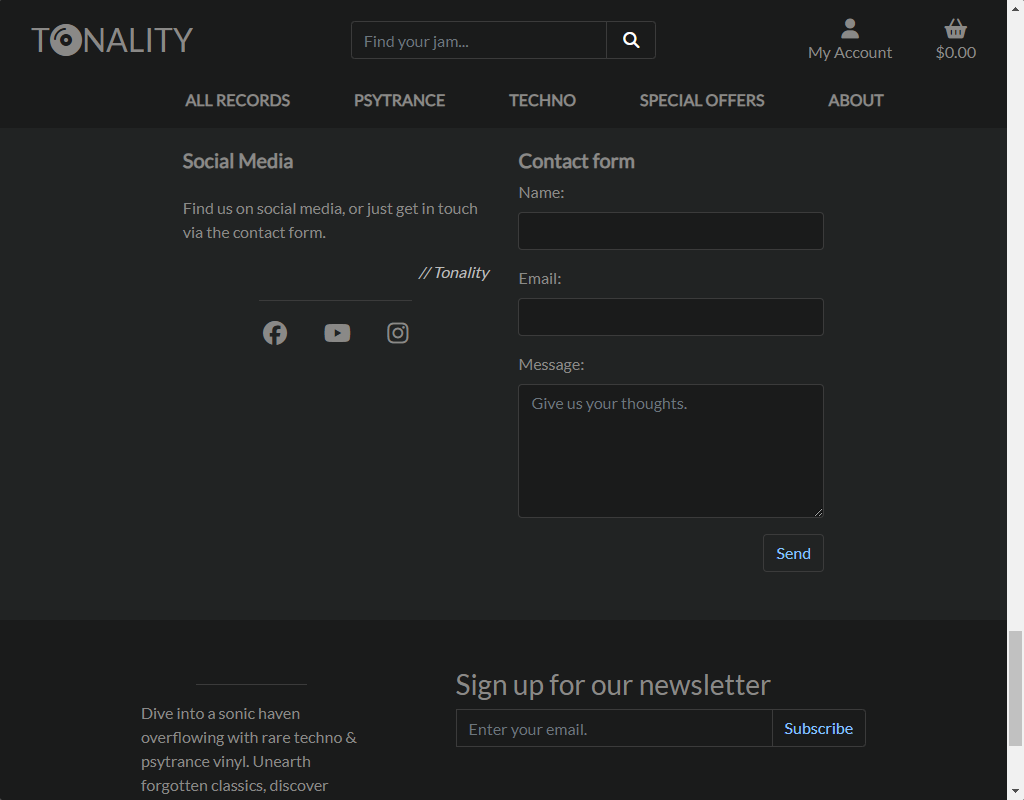 TONALITY
Find your jam...
My Account
$0.00
ALL RECORDS
PSYTRANCE
TECHNO
SPECIAL OFFERS
ABOUT
Social Media
Find us on social media, or just get in touch
via the contact form.
// Tonality
Contact form
Name:
Email:
Message:
Give us your thoughts.
Send
Dive into a sonic haven
overflowing with rare techno &
psytrance vinyl. Unearth
forgotten classics, discover
Sign up for our newsletter
Enter your email.
Subscribe